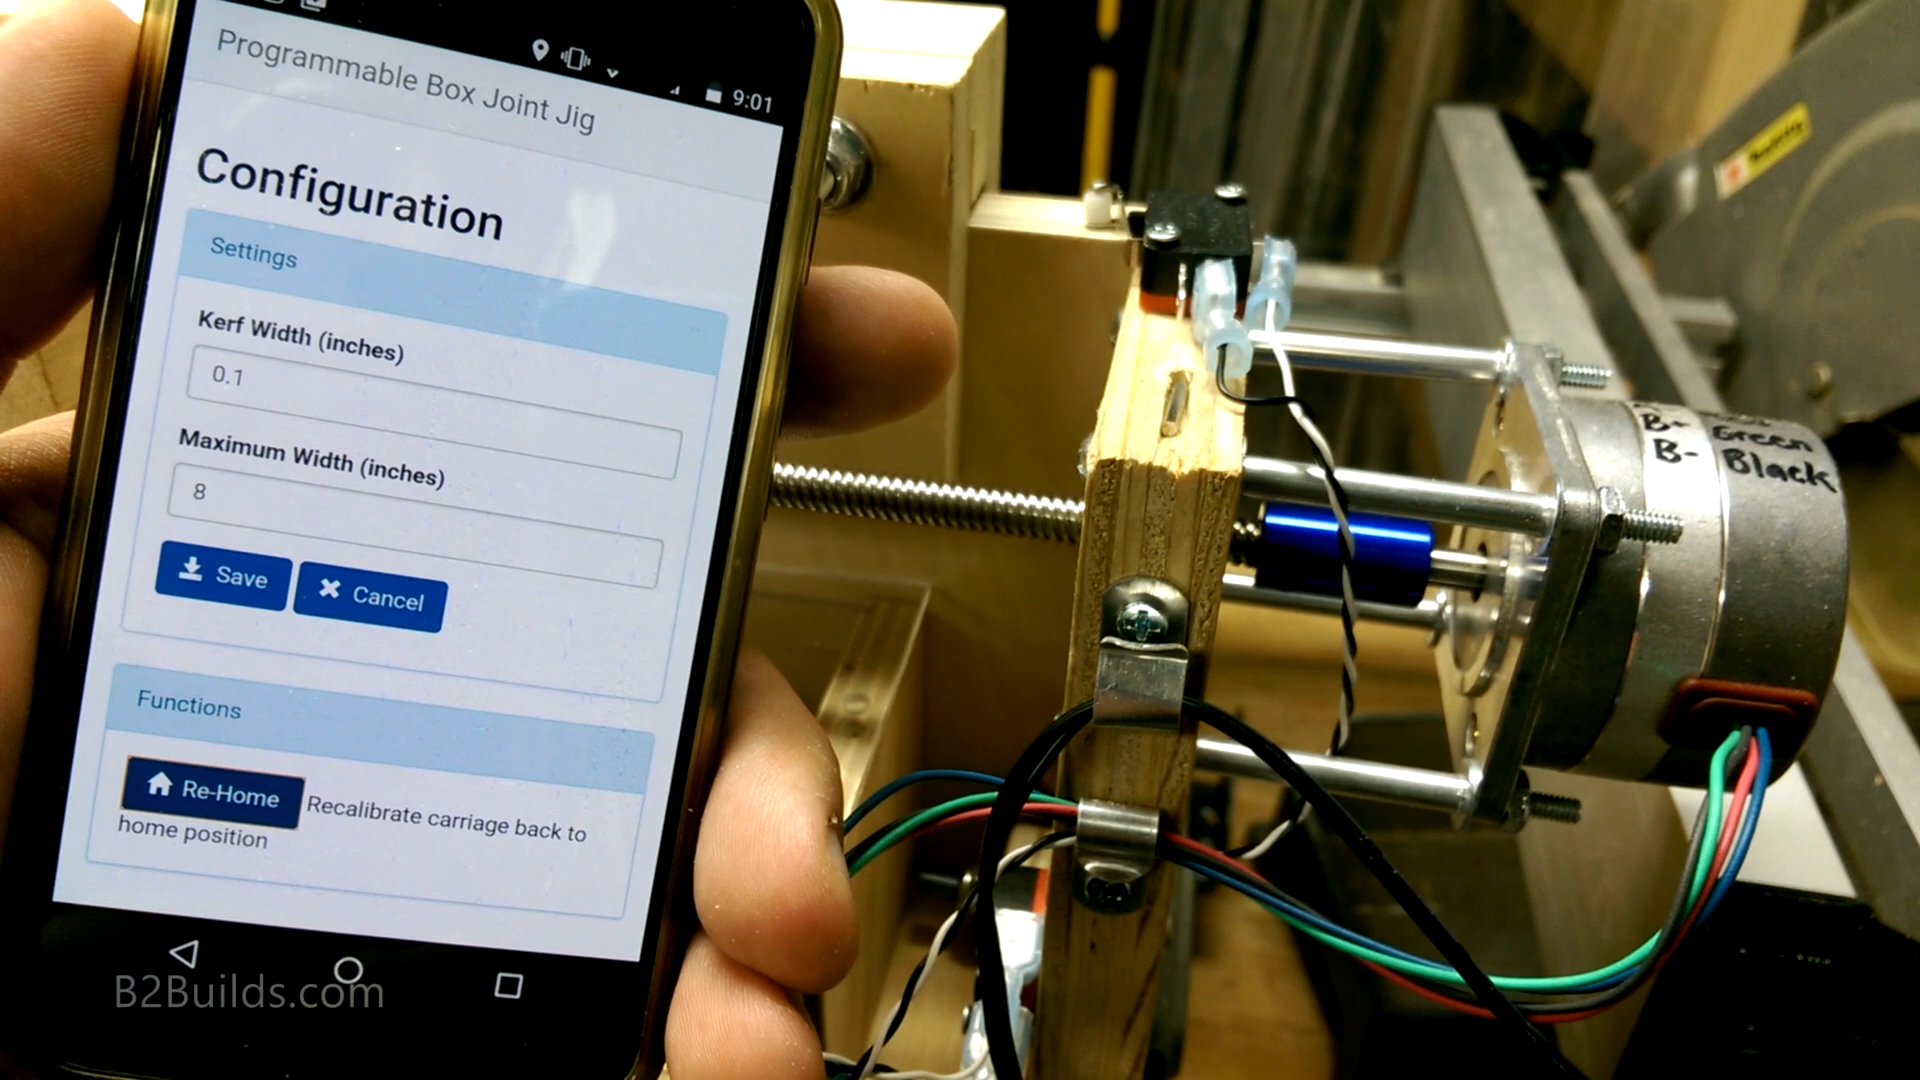 9:01
Programmable Box Joint Jig
Configuration
Settings
Kerf Width (inches)
0.1
Maximum Width (inches)
8
Save
Cancel
Functions
Re-Home Recalibrate carriage back to
home position
B2Builds.com
B+ Green
B- Black